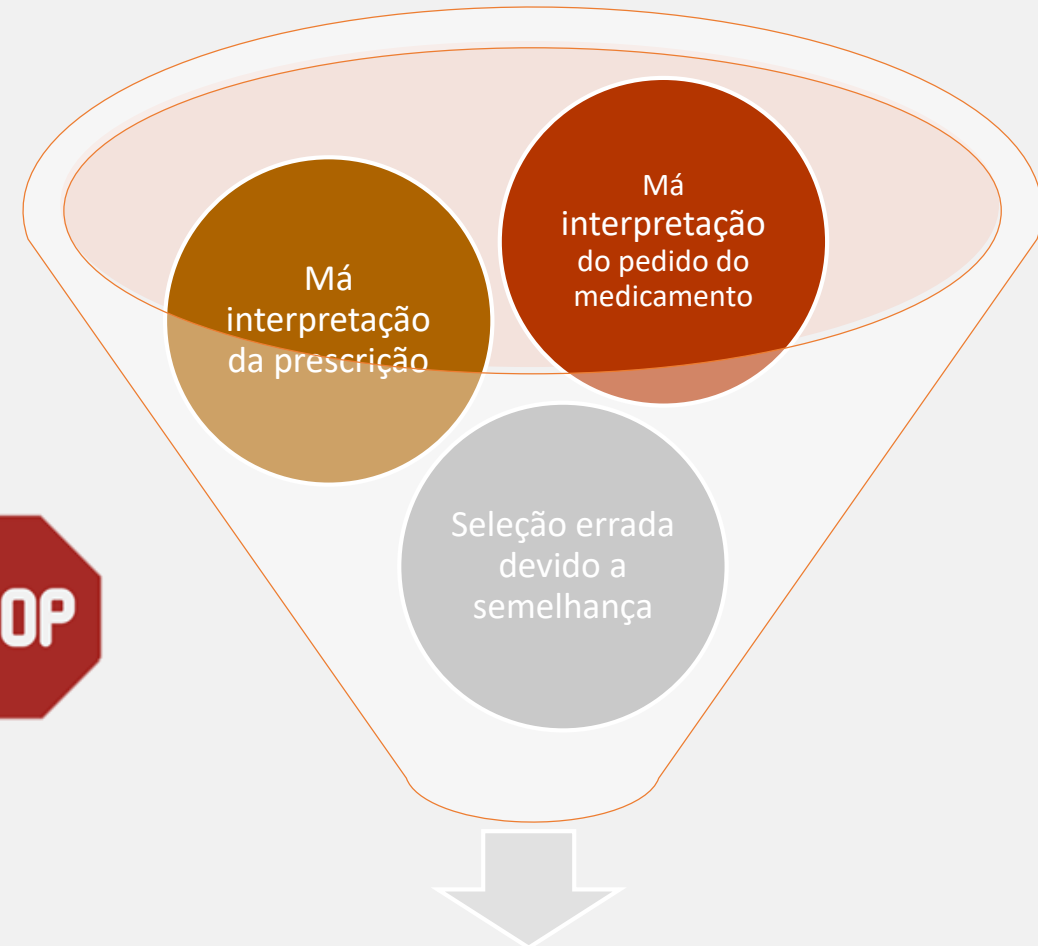 Má
interpretação
do pedido do
medicamento
Má
interpretação
da prescrição
Seleção errada
devido a
semelhança
OP